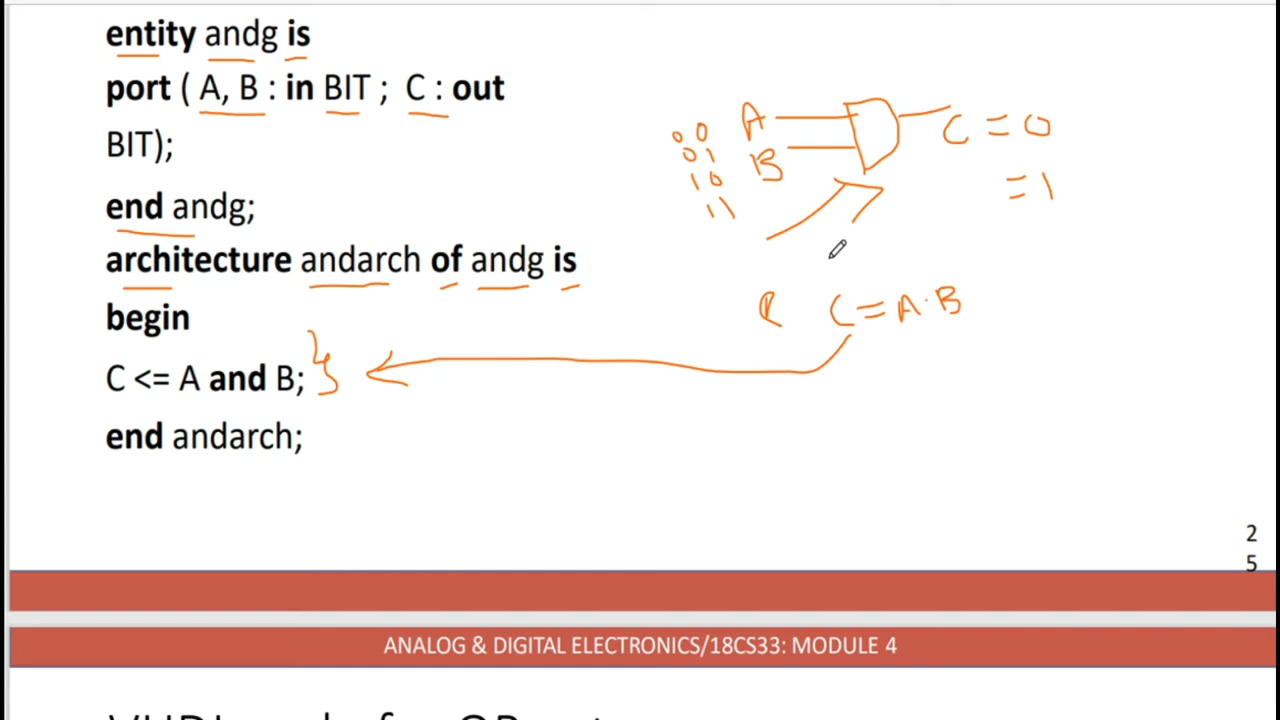 entity andg is
port ( A, B : in BIT ; C : out
BIT);
end andg;
architecture andarch of andg is
begin
C <= A and B;
end andarch;
00
01
10
11
A
B
C = 0
= 1
C = A · B
2
5
ANALOG & DIGITAL ELECTRONICS/18CS33: MODULE 4